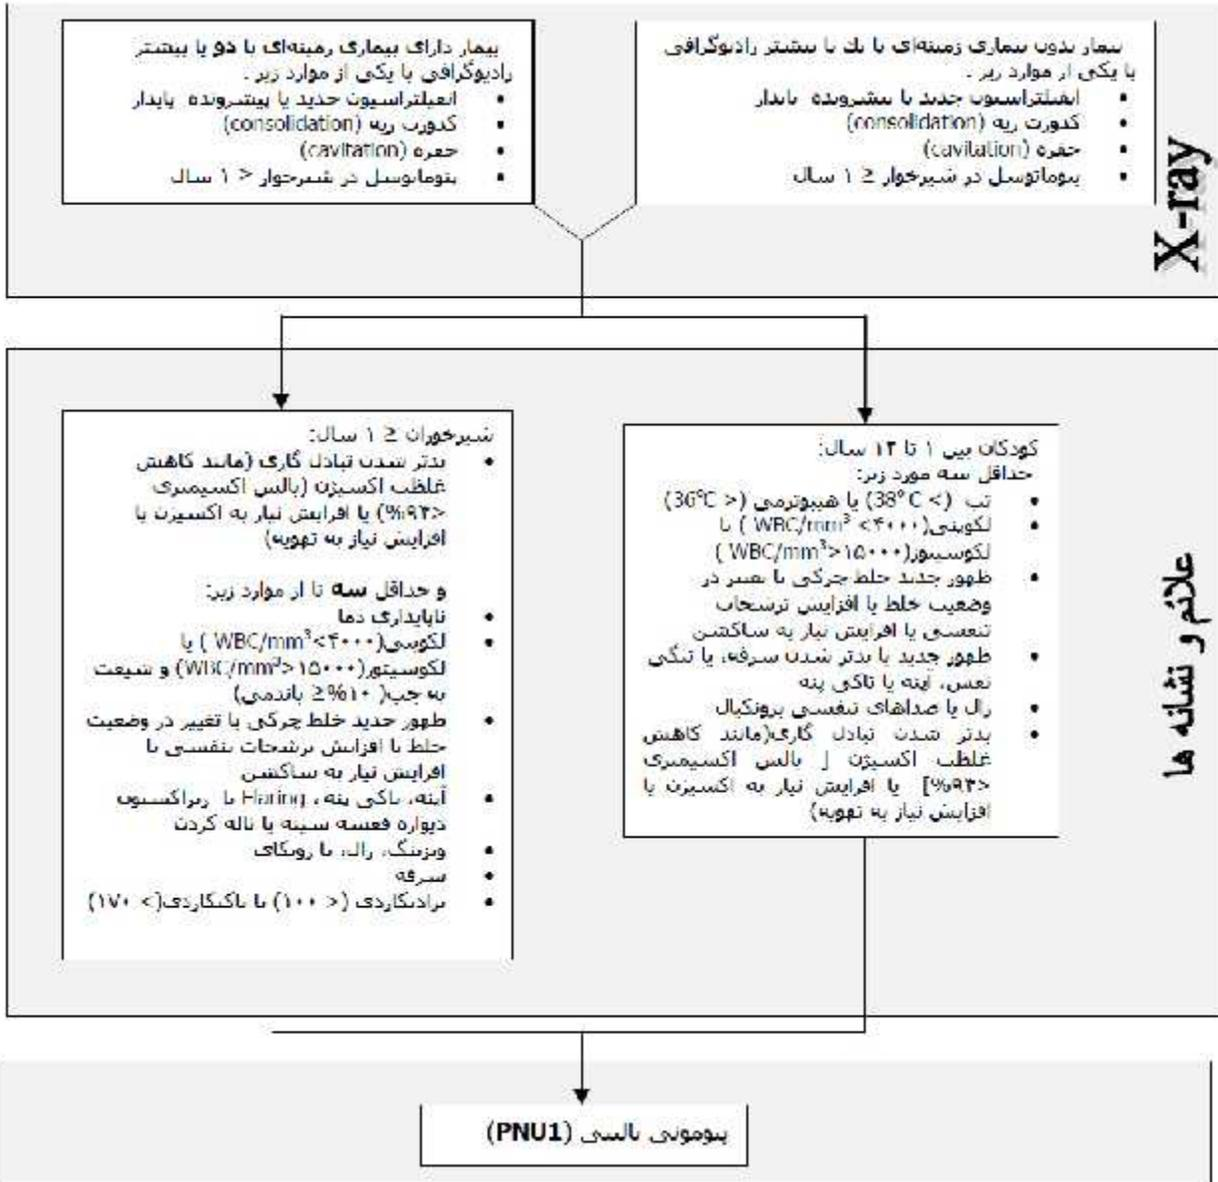 بیمار بدون بیماری زمینه‌ای با یك یا بیشتر رادیوگرافی
با یکی از موارد زیر .
• انفیلتراسیون جدید یا پیشرونده پایدار
• کدورت ریه (consolidation)
• حفره (cavitation)
• پنوماتوسل در شیرخوار ≤ ۱ سال
بیمار دارای بیماری زمینه‌ای با دو یا بیشتر
رادیوگرافی با یکی از موارد زیر .
• انفیلتراسیون جدید یا پیشرونده پایدار
• کدورت ریه (consolidation)
• حفره (cavitation)
• پنوماتوسل در شیرخوار < ۱ سال
X-ray
کودکان بین ۱ تا ۱۲ سال:
حداقل سه مورد زیر:
• تب (> 38°C) یا هیپوترمی (< 36°C)
• لکوپنی(۴۰۰۰> WBC/mm³ ) یا
لکوسیتوز(۱۵۰۰۰<WBC/mm³ )
• ظهور جدید خلط چرکی یا تغییر در
وضعیت خلط یا افزایش ترشحات
تنفسی یا افزایش نیاز به ساکشن
• ظهور جدید یا بدتر شدن سرفه، یا تنگی
نفس، آپنه یا تاکی پنه
• رال یا صداهای تنفسی برونکیال
• بدتر شدن تبادل گازی(مانند کاهش
غلظت اکسیژن [ پالس اکسیمتری
<۹۴%] یا افزایش نیاز به اکسیژن یا
افزایش نیاز به تهویه)
شیرخوران ≤ ۱ سال:
• بدتر شدن تبادل گازی (مانند کاهش
غلظت اکسیژن (پالس اکسیمتری
<۹۴%) یا افزایش نیاز به اکسیژن یا
افزایش نیاز به تهویه)
و حداقل سه تا از موارد زیر:
• ناپایداری دما
• لکوپنی(۴۰۰۰>WBC/mm³ ) یا
لکوسیتوز(۱۵۰۰۰<WBC/mm³) و شیفت
به چپ( ۱۰%≤ باندمی)
• ظهور جدید خلط چرکی یا تغییر در وضعیت
خلط یا افزایش ترشحات تنفسی یا
افزایش نیاز به ساکشن
• آپنه، تاکی پنه ، Flaring با رتراکسیون
دیواره قفسه سینه یا ناله کردن
• ویزینگ، رال، یا رونکای
• سرفه
• برادیکاردی (< ۱۰۰) یا تاکیکاردی(> ۱۷۰)
علائم و نشانه ها
پنومونی بالینی (PNU1)